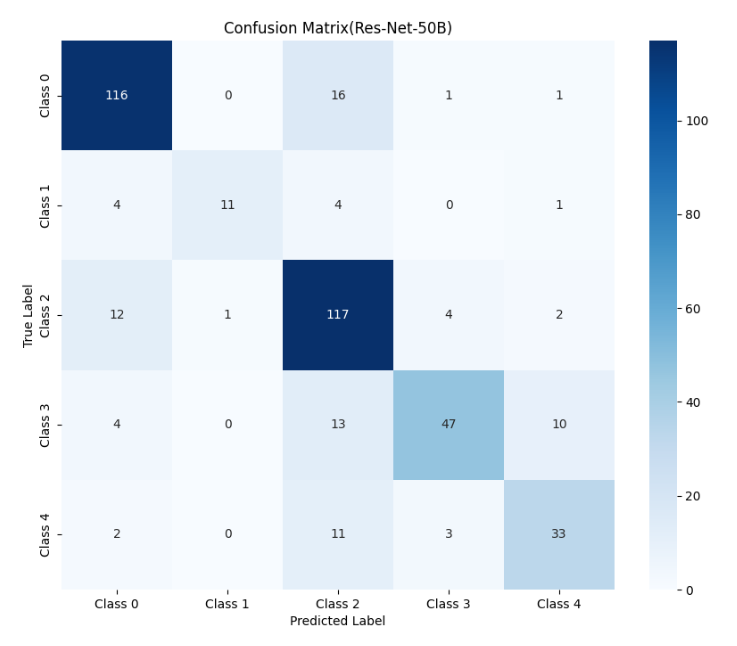 Confusion Matrix(Res-Net-50B)
True Label
Class 0
116 0 16 1 1
Class 1
4 11 4 0 1
Class 2
12 1 117 4 2
Class 3
4 0 13 47 10
Class 4
2 0 11 3 33
Class 0 Class 1 Class 2 Class 3 Class 4
Predicted Label
100
80
60
40
20
0